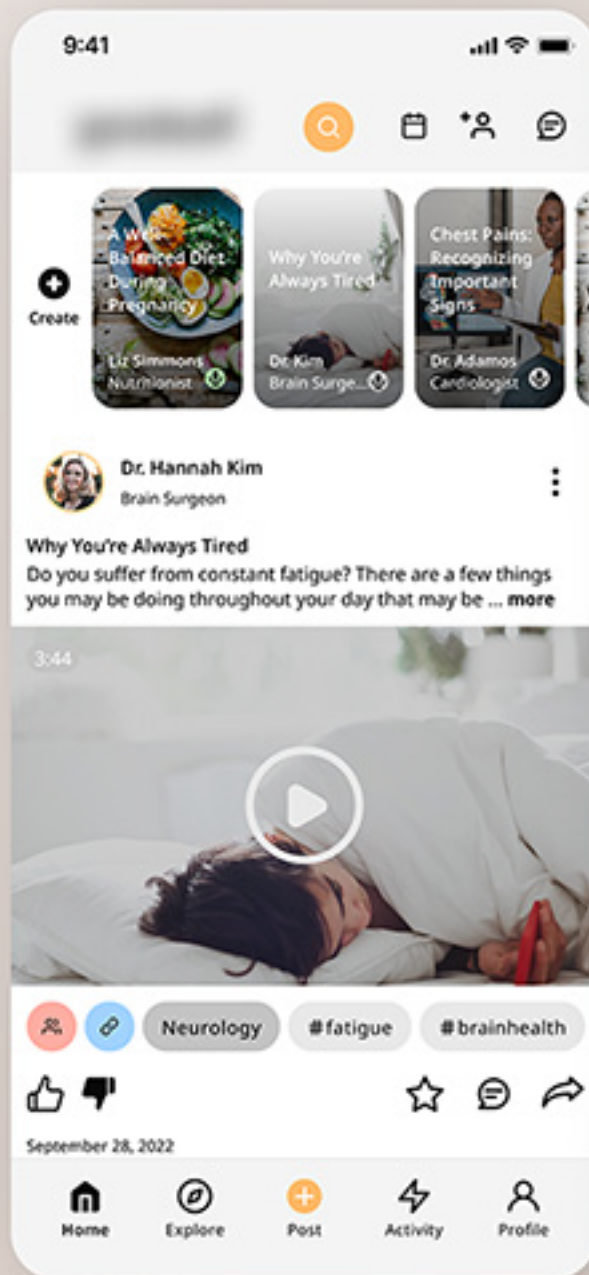 9:41
A Well-
Balanced Diet
During
Pregnancy
Liz Simmons
Nutritionist
Why You're
Always Tired
Dr. Kim
Brain Surge...
Chest Pains:
Recognizing
Important
Signs
Dr. Adamos
Cardiologist
Create
Dr. Hannah Kim
Brain Surgeon
Why You're Always Tired
Do you suffer from constant fatigue? There are a few things
you may be doing throughout your day that may be ... more
3:44
Neurology #fatigue #brainhealth
September 28, 2022
Home Explore Post Activity Profile